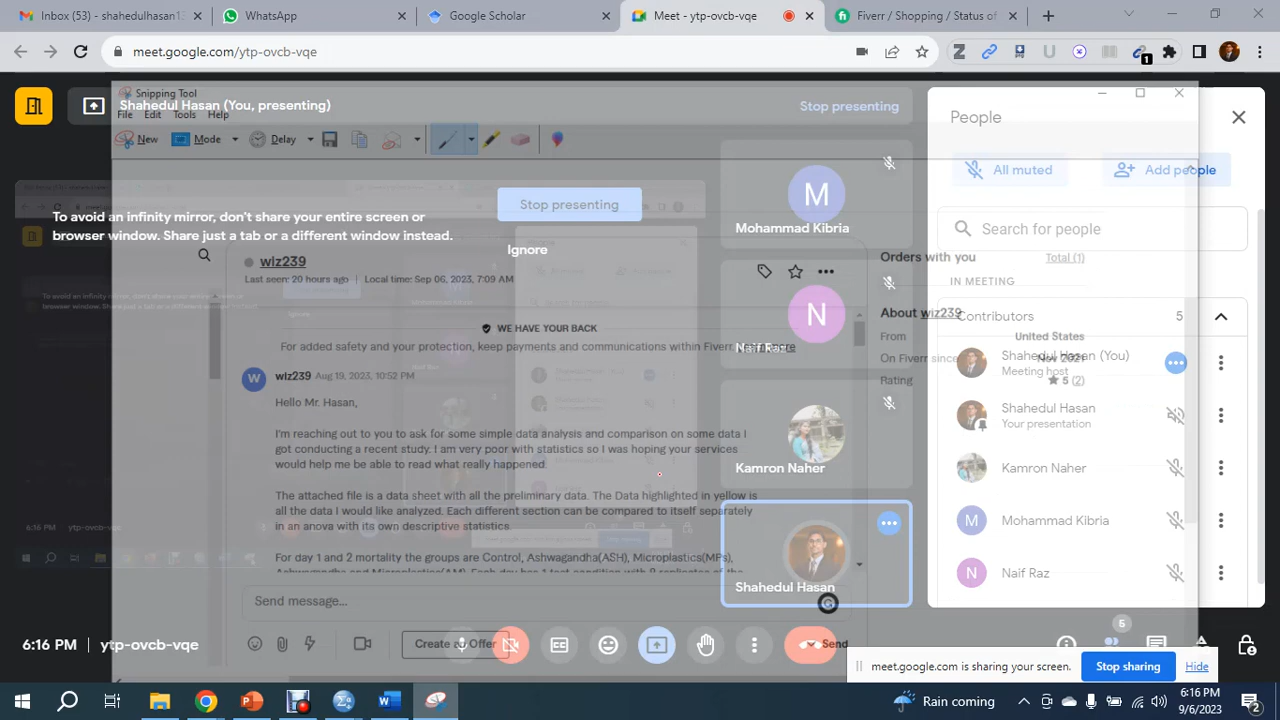 Inbox (53) - shahedulhasan1
WhatsApp
Google Scholar
Meet - ytp-ovcb-vqe
Fiverr / Shopping / Status of
meet.google.com/ytp-ovcb-vqe
1
Snipping Tool
Shahedul Hasan (You, presenting)
Stop presenting
File Edit Tools Help
New Mode Delay
People
All muted
Add people
Search for people
IN MEETING
Contributors 5
Shahedul Hasan (You)
Meeting host
Shahedul Hasan
Your presentation
Kamron Naher
Mohammad Kibria
Naif Raz
To avoid an infinity mirror, don't share your entire screen or
browser window. Share just a tab or a different window instead.
Stop presenting
Ignore
M
Mohammad Kibria
N
Naif Raz
Kamron Naher
Shahedul Hasan
wiz239
Last seen: 20 hours ago | Local time: Sep 06, 2023, 7:09 AM
WE HAVE YOUR BACK
For added safety and your protection, keep payments and communications within Fiverr
W
wiz239 Aug 19, 2023, 10:52 PM
Hello Mr. Hasan,
I'm reaching out to you to ask for some simple data analysis and comparison on some data I
got conducting a recent study. I am very poor with statistics so I was hoping your services
would help me be able to read what really happened.
The attached file is a data sheet with all the preliminary data. The Data highlighted in yellow is
all the data I would like analyzed. Each different section can be compared to itself separately
in an anova with its own descriptive statistics.
For day 1 and 2 mortality the groups are Control, Ashwagandha(ASH), Microplastics(MPs),
Send message...
Create an Offer
Send
Orders with you
Total (1)
About wiz239
From United States
On Fiverr since Nov 2021
Rating 5 (2)
M
N
G
6:16 PM | ytp-ovcb-vqe
5
meet.google.com is sharing your screen.
Stop sharing
Hide
Rain coming
6:16 PM
9/6/2023
2